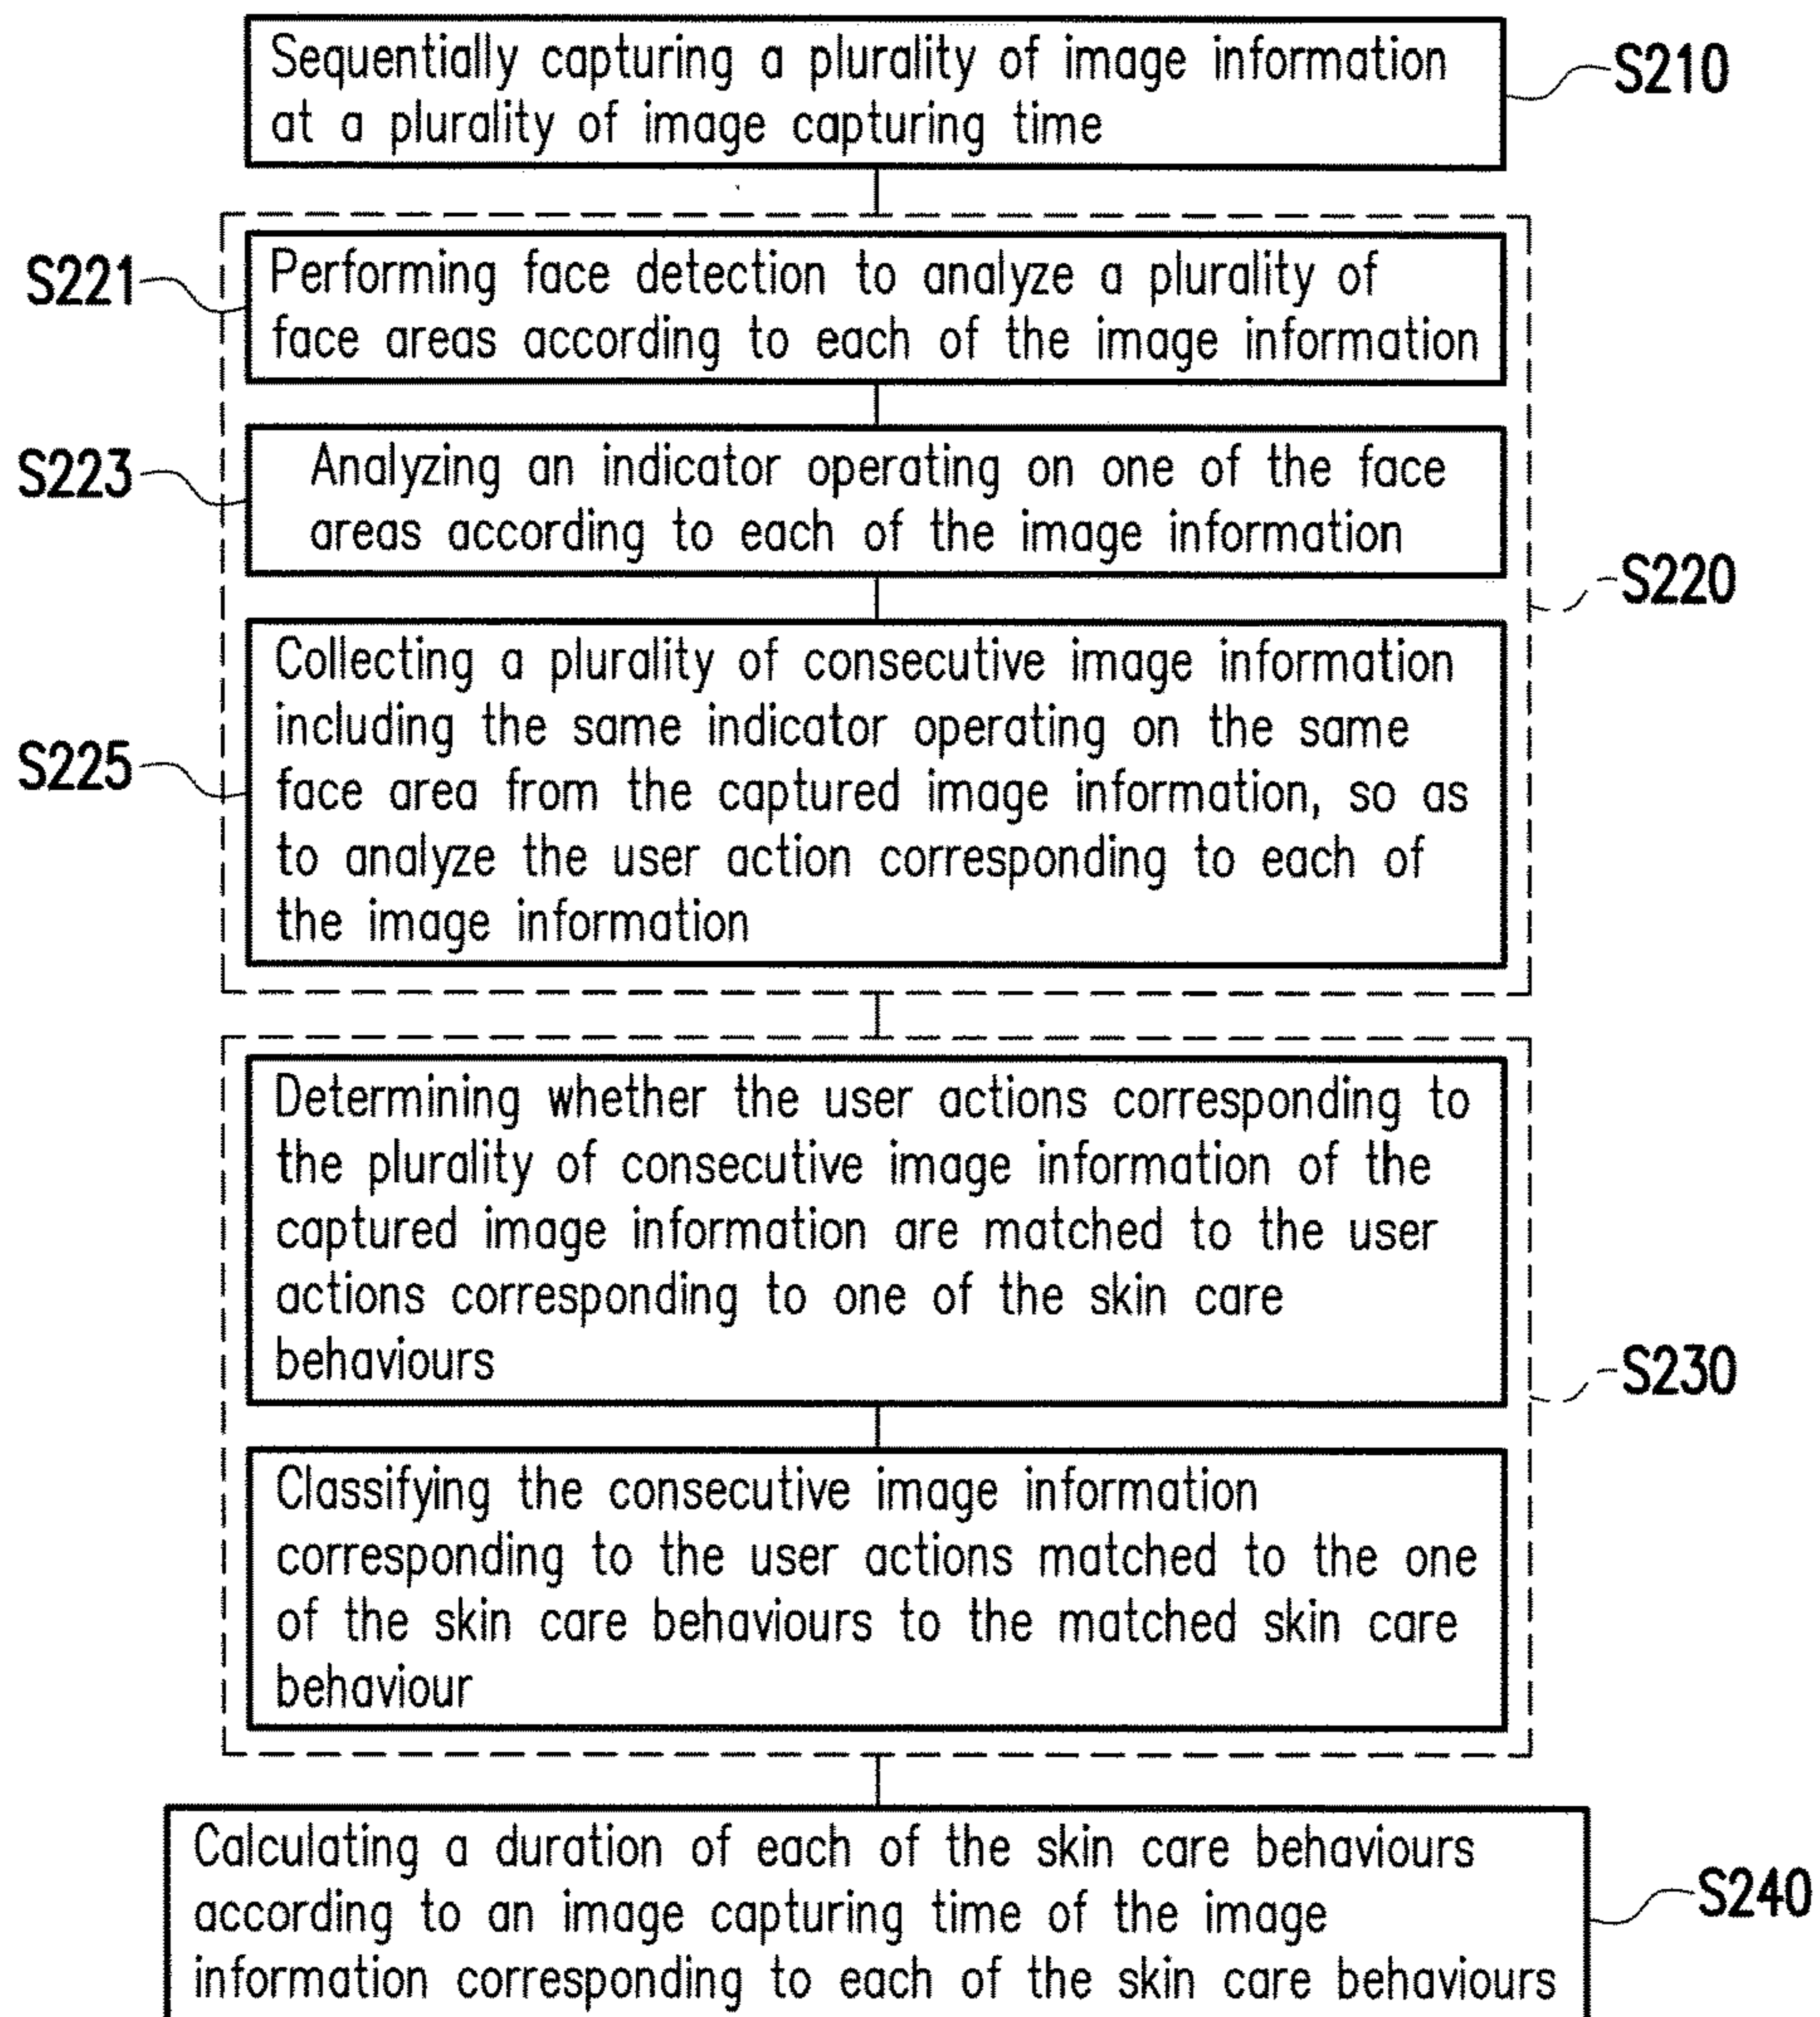 Sequentially capturing a plurality of image information
at a plurality of image capturing time
S210
S221
Performing face detection to analyze a plurality of
face areas according to each of the image information
S223
Analyzing an indicator operating on one of the face
areas according to each of the image information
S220
S225
Collecting a plurality of consecutive image information
including the same indicator operating on the same
face area from the captured image information, so as
to analyze the user action corresponding to each of
the image information
Determining whether the user actions corresponding to
the plurality of consecutive image information of the
captured image information are matched to the user
actions corresponding to one of the skin care
behaviours
S230
Classifying the consecutive image information
corresponding to the user actions matched to the one
of the skin care behaviours to the matched skin care
behaviour
Calculating a duration of each of the skin care behaviours
according to an image capturing time of the image
information corresponding to each of the skin care behaviours
S240